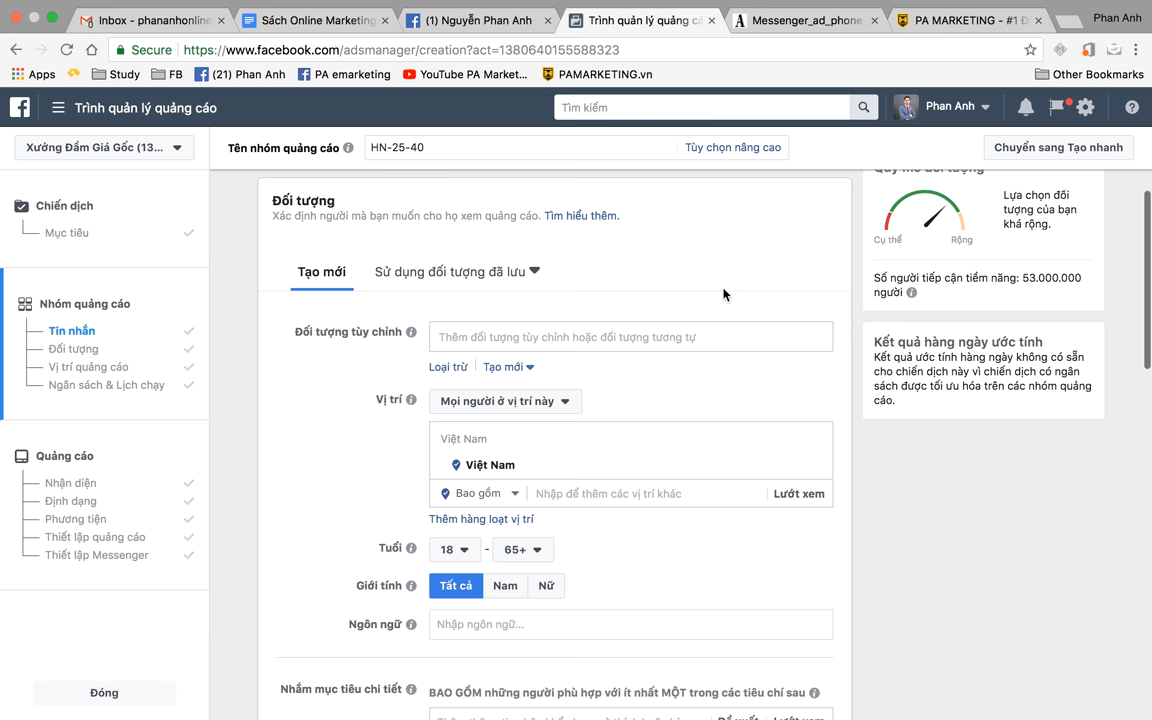 Inbox - phananhonline
Sách Online Marketing
(1) Nguyễn Phan Anh
Trình quản lý quảng cá
Messenger_ad_phone
PA MARKETING - #1 Đ
Phan Anh
Secure
https://www.facebook.com/adsmanager/creation?act=1380640155588323
Apps
Study
FB
(21) Phan Anh
PA emarketing
YouTube PA Market...
PAMARKETING.vn
Other Bookmarks
Trình quản lý quảng cáo
Tìm kiếm
Phan Anh
Xưởng Đầm Giá Gốc (13...
Tên nhóm quảng cáo
HN-25-40
Tùy chọn nâng cao
Chuyển sang Tạo nhanh
Chiến dịch
Mục tiêu
Nhóm quảng cáo
Tin nhắn
Đối tượng
Vị trí quảng cáo
Ngân sách & Lịch chạy
Quảng cáo
Nhận diện
Định dạng
Phương tiện
Thiết lập quảng cáo
Thiết lập Messenger
Đóng
Đối tượng
Xác định người mà bạn muốn cho họ xem quảng cáo. Tìm hiểu thêm.
Tạo mới
Sử dụng đối tượng đã lưu
Đối tượng tùy chỉnh
Thêm đối tượng tùy chỉnh hoặc đối tượng tương tự
Loại trừ
Tạo mới
Vị trí
Mọi người ở vị trí này
Việt Nam
Việt Nam
Bao gồm
Nhập để thêm các vị trí khác
Lướt xem
Thêm hàng loạt vị trí
Tuổi
18 - 65+
Giới tính
Tất cả
Nam
Nữ
Ngôn ngữ
Nhập ngôn ngữ...
Nhắm mục tiêu chi tiết
BAO GỒM những người phù hợp với ít nhất MỘT trong các tiêu chí sau
Đề xuất
Lướt xem
Quy mô đối tượng
Cụ thể
Rộng
Lựa chọn đối
tượng của bạn
khá rộng.
Số người tiếp cận tiềm năng: 53.000.000
người
Kết quả hàng ngày ước tính
Kết quả ước tính hàng ngày không có sẵn
cho chiến dịch này vì chiến dịch có ngân
sách được tối ưu hóa trên các nhóm quảng
cáo.